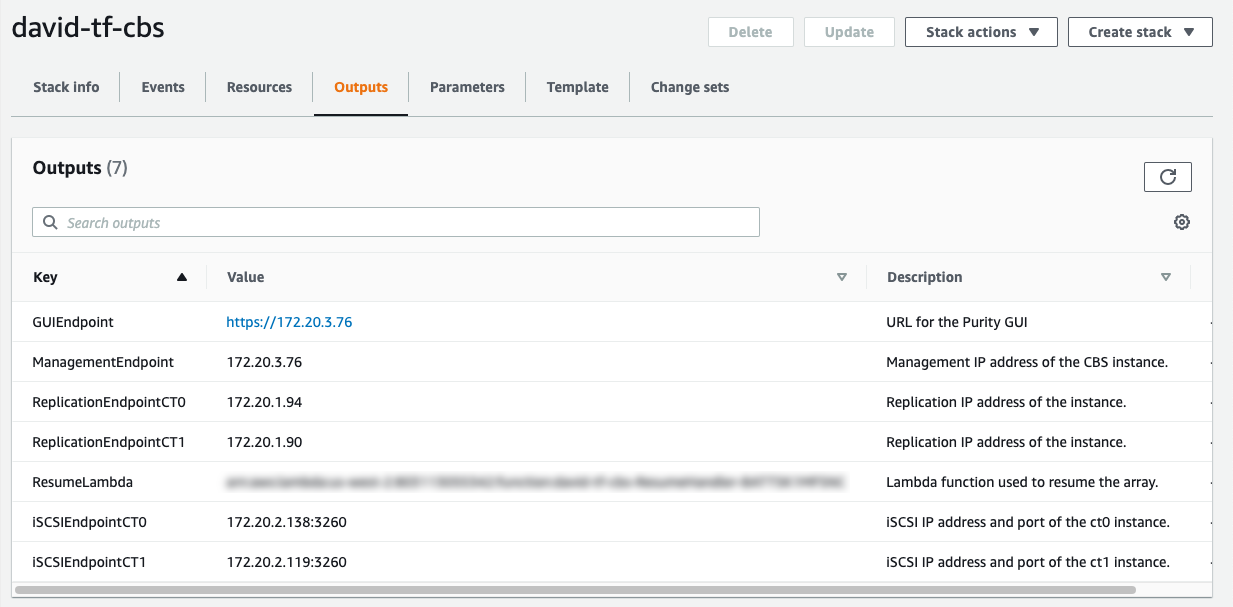 david-tf-cbs
Delete Update Stack actions Create stack
Stack info Events Resources Outputs Parameters Template Change sets
Outputs (7)
Search outputs
Key Value Description
GUIEndpoint https://172.20.3.76 URL for the Purity GUI
ManagementEndpoint 172.20.3.76 Management IP address of the CBS instance.
ReplicationEndpointCT0 172.20.1.94 Replication IP address of the instance.
ReplicationEndpointCT1 172.20.1.90 Replication IP address of the instance.
ResumeLambda Lambda function used to resume the array.
iSCSIEndpointCT0 172.20.2.138:3260 iSCSI IP address and port of the ct0 instance.
iSCSIEndpointCT1 172.20.2.119:3260 iSCSI IP address and port of the ct1 instance.